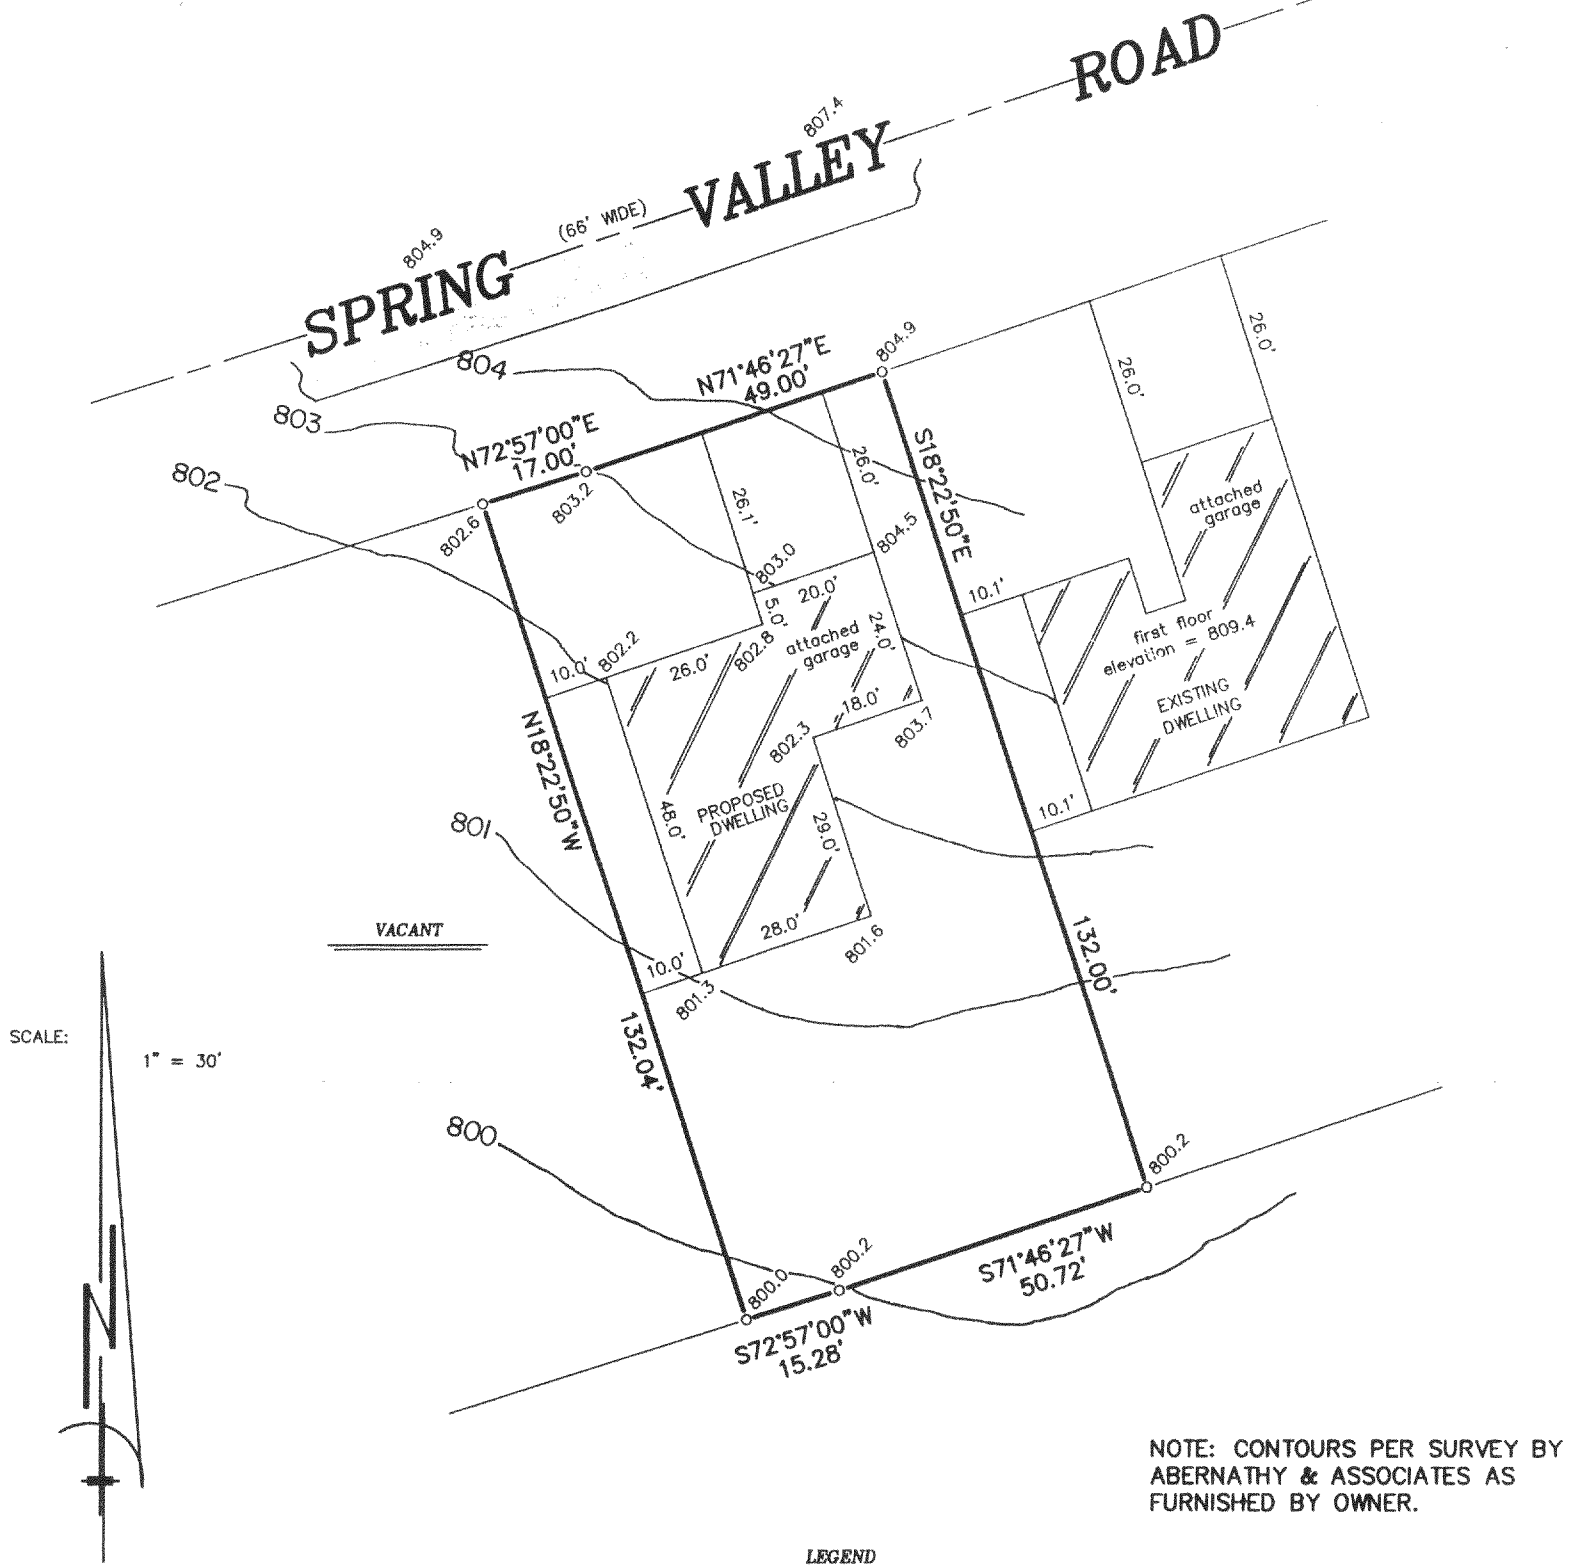 ROAD
807.4
VALLEY
(66' WIDE)
804.9
SPRING
804
803
802
N71°46'27"E
49.00'
804.9
N72°57'00"E
17.00'
802.6
803.2
26.1'
26.0'
S18°22'50"E
132.00'
804.5
803.0
5.0'
20.0'
attached
garage
24.0'
10.0'
802.2
26.0'
802.8
18.0'
803.7
802.3
N18°22'50"W
132.04'
48.0'
PROPOSED
DWELLING
29.0'
28.0'
801.6
10.0'
801.3
26.0'
26.0'
attached
garage
10.1'
first floor
elevation = 809.4
EXISTING
DWELLING
10.1'
801
VACANT
SCALE:
1" = 30'
800
800.2
800.2
800.0
S71°46'27"W
50.72'
S72°57'00"W
15.28'
N
NOTE: CONTOURS PER SURVEY BY
ABERNATHY & ASSOCIATES AS
FURNISHED BY OWNER.
LEGEND